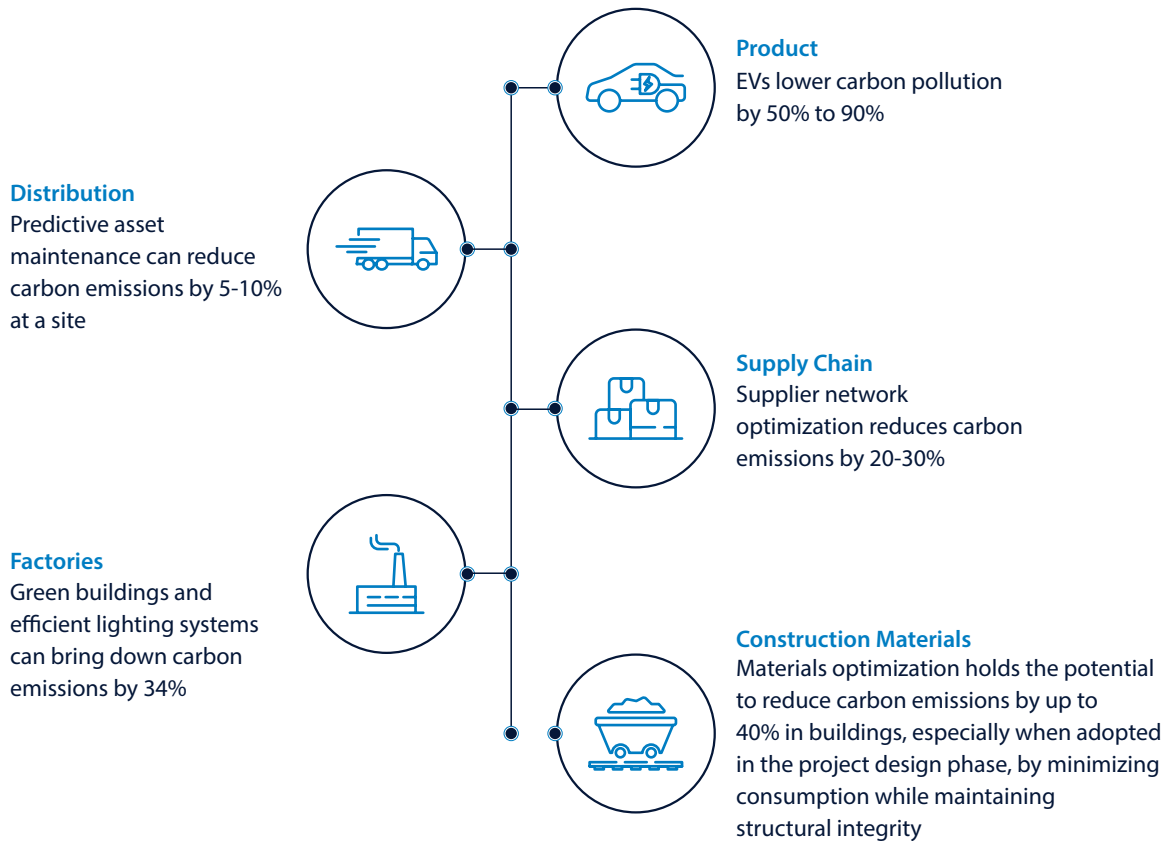 Product
EVs lower carbon pollution
by 50% to 90%
Distribution
Predictive asset
maintenance can reduce
carbon emissions by 5-10%
at a site
Supply Chain
Supplier network
optimization reduces carbon
emissions by 20-30%
Factories
Green buildings and
efficient lighting systems
can bring down carbon
emissions by 34%
Construction Materials
Materials optimization holds the potential
to reduce carbon emissions by up to
40% in buildings, especially when adopted
in the project design phase, by minimizing
consumption while maintaining
structural integrity